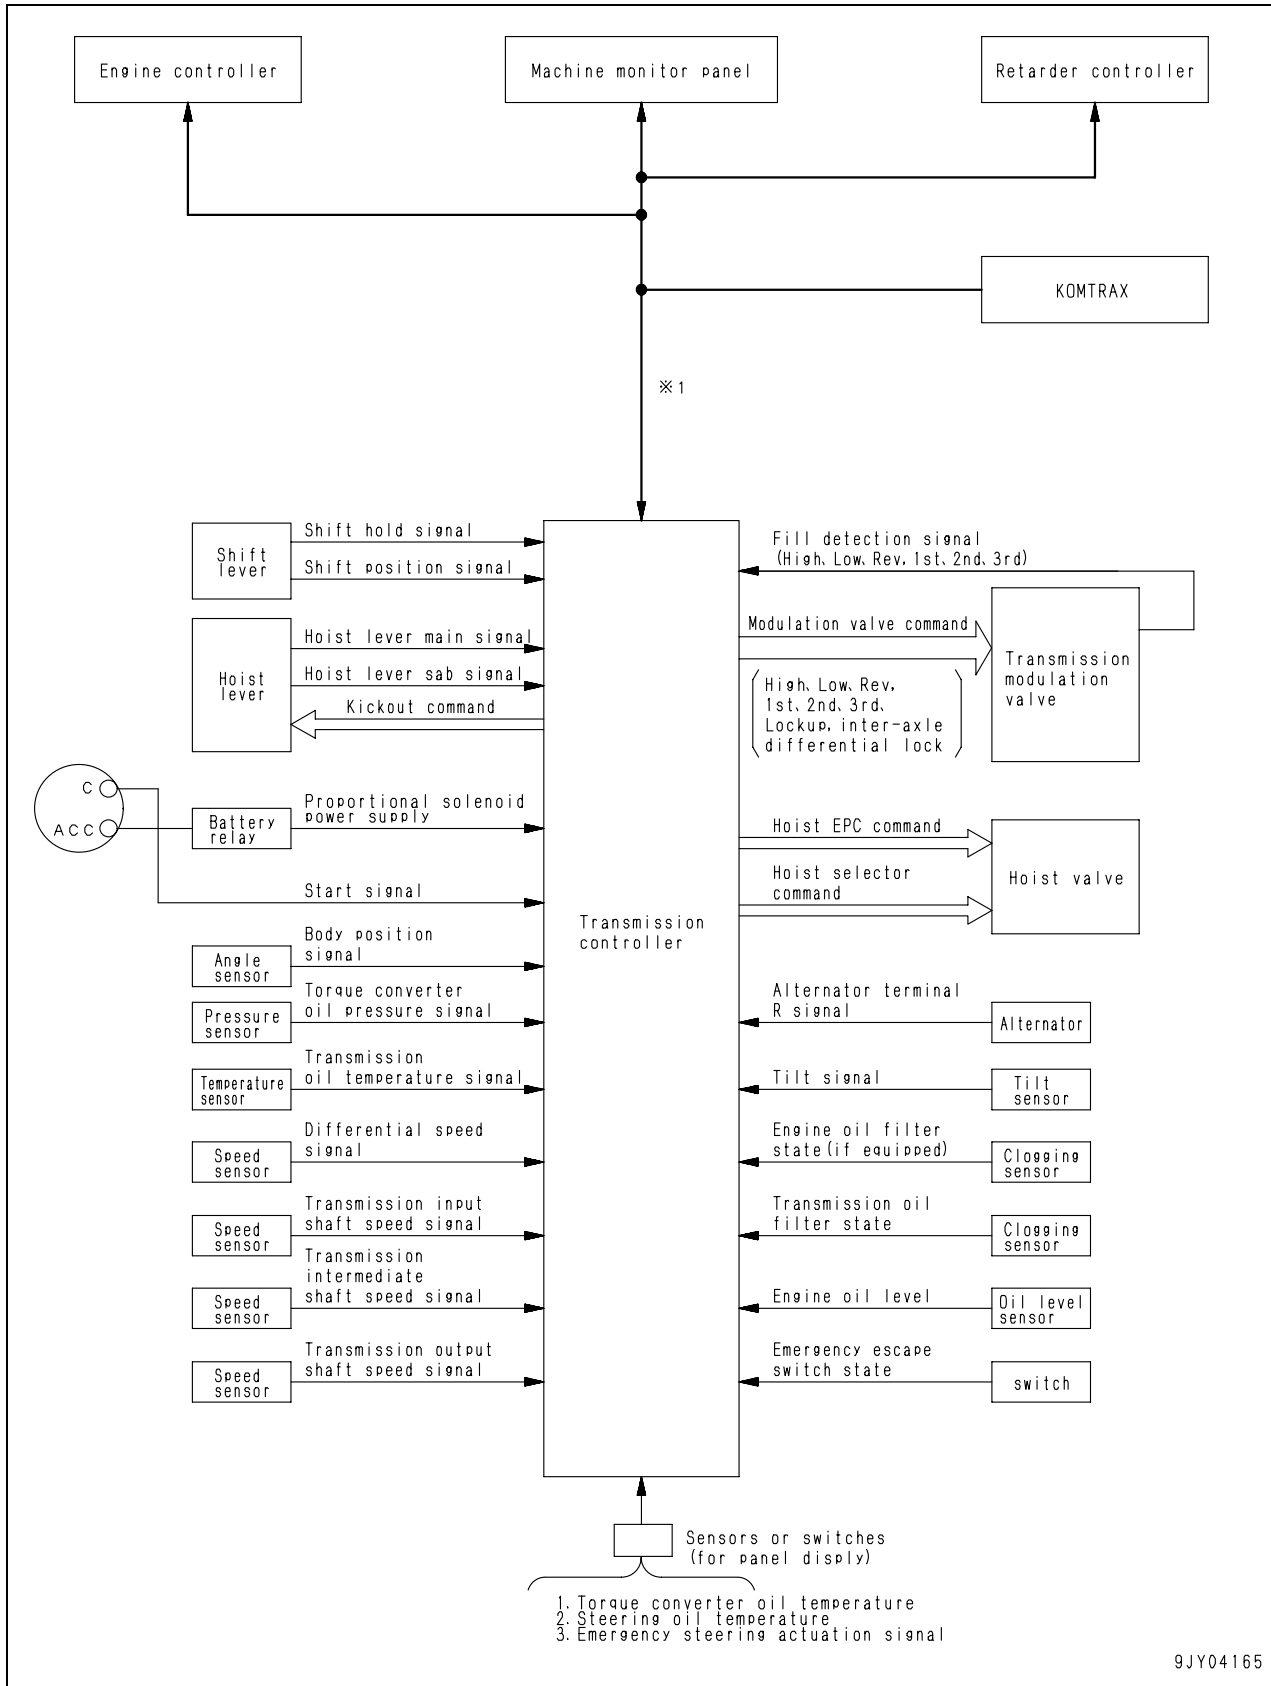 Engine controller
Machine monitor panel
Retarder controller
KOMTRAX
※1
Shift
lever
Shift hold signal
Shift position signal
Hoist
lever
Hoist lever main signal
Hoist lever sab signal
Kickout command
C
ACC
Battery
relay
Proportional solenoid
power supply
Start signal
Angle
sensor
Body position
signal
Pressure
sensor
Torque converter
oil pressure signal
Temperature
sensor
Transmission
oil temperature signal
Speed
sensor
Differential speed
signal
Speed
sensor
Transmission input
shaft speed signal
Speed
sensor
Transmission
intermediate
shaft speed signal
Speed
sensor
Transmission output
shaft speed signal
Transmission
controller
Fill detection signal
(High, Low, Rev, 1st, 2nd, 3rd)
Modulation valve command
High, Low, Rev,
1st, 2nd, 3rd,
Lockup, inter-axle
differential lock
Transmission
modulation
valve
Hoist EPC command
Hoist selector
command
Hoist valve
Alternator terminal
R signal
Alternator
Tilt signal
Tilt
sensor
Engine oil filter
state (if equipped)
Clogging
sensor
Transmission oil
filter state
Clogging
sensor
Engine oil level
Oil level
sensor
Emergency escape
switch state
switch
Sensors or switches
(for panel disply)
1. Torque converter oil temperature
2. Steering oil temperature
3. Emergency steering actuation signal
9JY04165